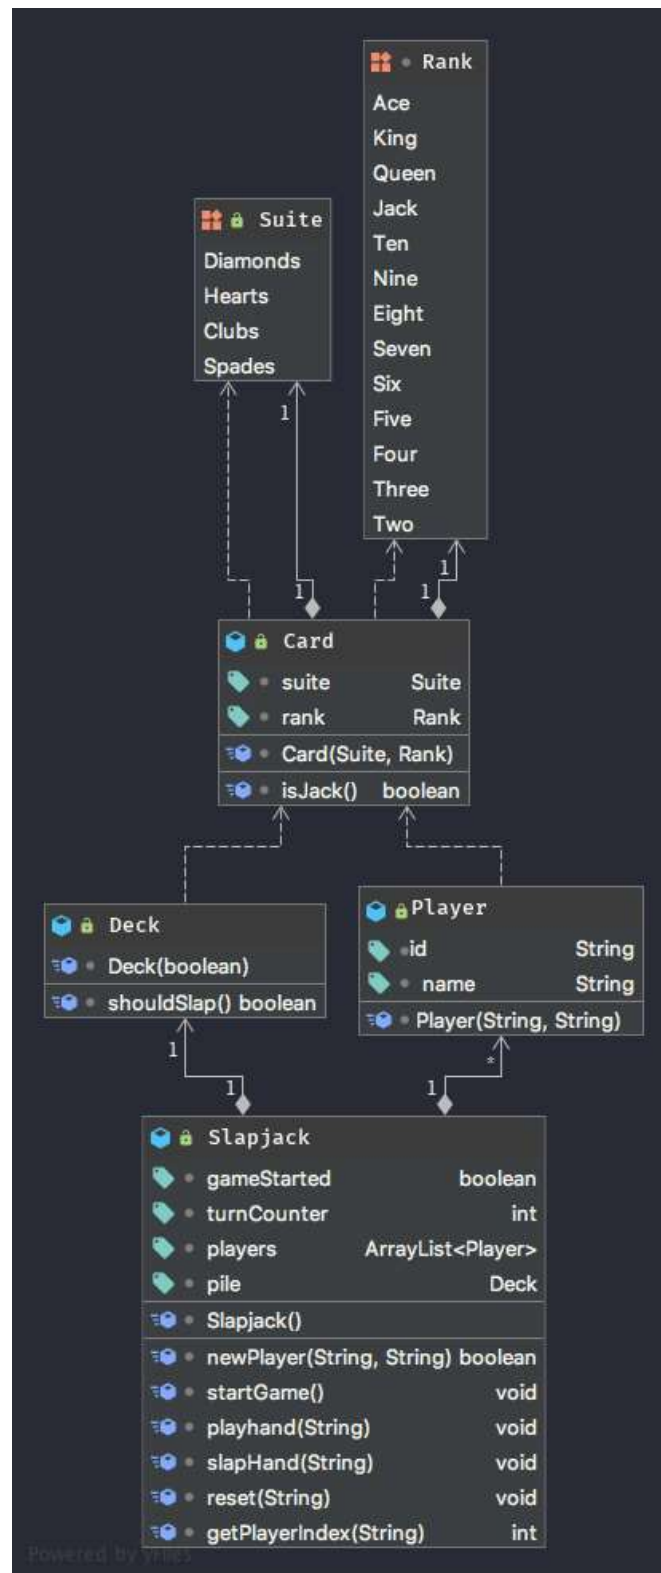 Rank
Ace
King
Queen
Jack
Ten
Nine
Eight
Seven
Six
Five
Four
Three
Two
Suite
Diamonds
Hearts
Clubs
Spades
1
1
1
1
Card
suite Suite
rank Rank
Card(Suite, Rank)
isJack() boolean
Deck
Deck(boolean)
shouldSlap() boolean
Player
id String
name String
Player(String, String)
1
*
1
1
Slapjack
gameStarted boolean
turnCounter int
players ArrayList<Player>
pile Deck
Slapjack()
newPlayer(String, String) boolean
startGame() void
playhand(String) void
slapHand(String) void
reset(String) void
getPlayerIndex(String) int
Powered by yFiles